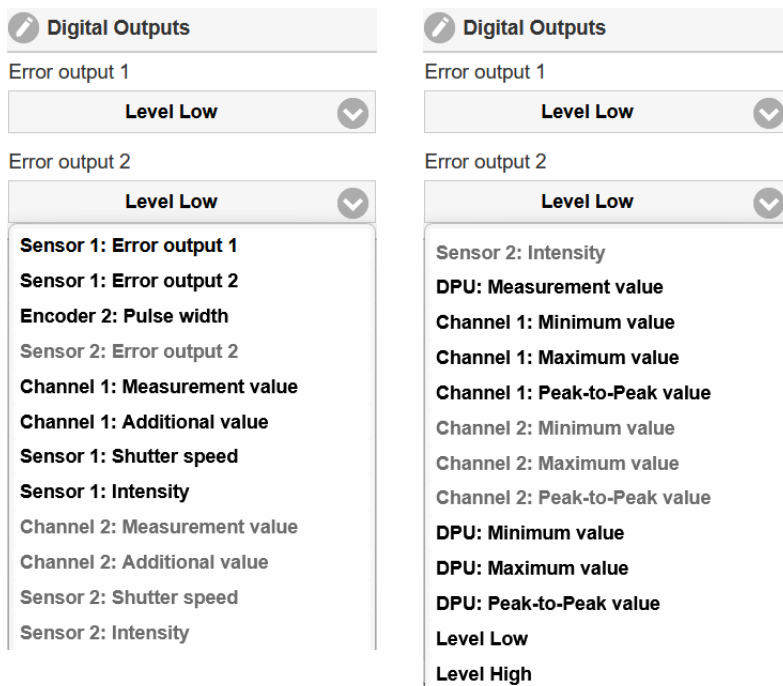 Digital Outputs
Error output 1
Level Low
Error output 2
Level Low
Sensor 1: Error output 1
Sensor 1: Error output 2
Encoder 2: Pulse width
Sensor 2: Error output 2
Channel 1: Measurement value
Channel 1: Additional value
Sensor 1: Shutter speed
Sensor 1: Intensity
Channel 2: Measurement value
Channel 2: Additional value
Sensor 2: Shutter speed
Sensor 2: Intensity
Digital Outputs
Error output 1
Level Low
Error output 2
Level Low
Sensor 2: Intensity
DPU: Measurement value
Channel 1: Minimum value
Channel 1: Maximum value
Channel 1: Peak-to-Peak value
Channel 2: Minimum value
Channel 2: Maximum value
Channel 2: Peak-to-Peak value
DPU: Minimum value
DPU: Maximum value
DPU: Peak-to-Peak value
Level Low
Level High